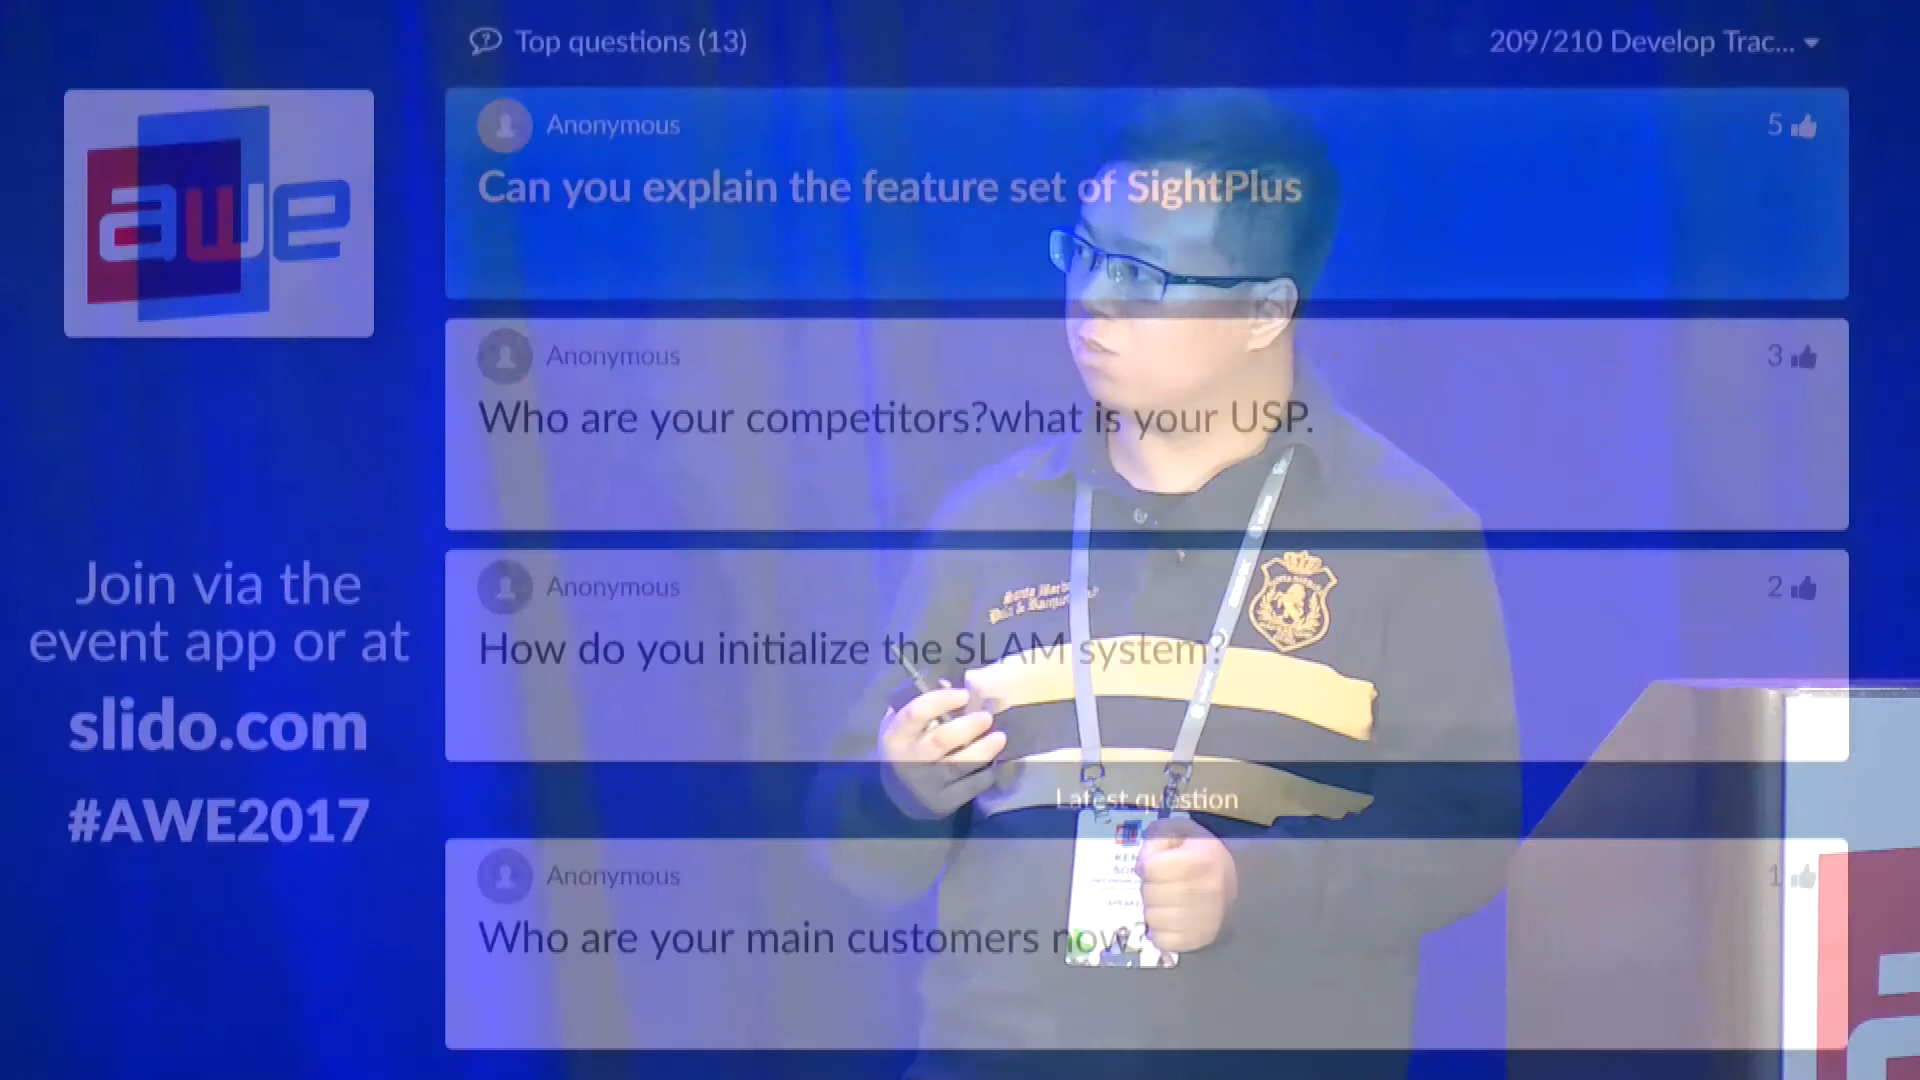 Top questions (13)
209/210 Develop Trac...
awe
Anonymous
5
Can you explain the feature set of SightPlus
Anonymous
3
Who are your competitors?what is your USP.
Anonymous
2
How do you initialize the SLAM system?
Join via the
event app or at
slido.com
#AWE2017
Latest question
Anonymous
1
Who are your main customers now?